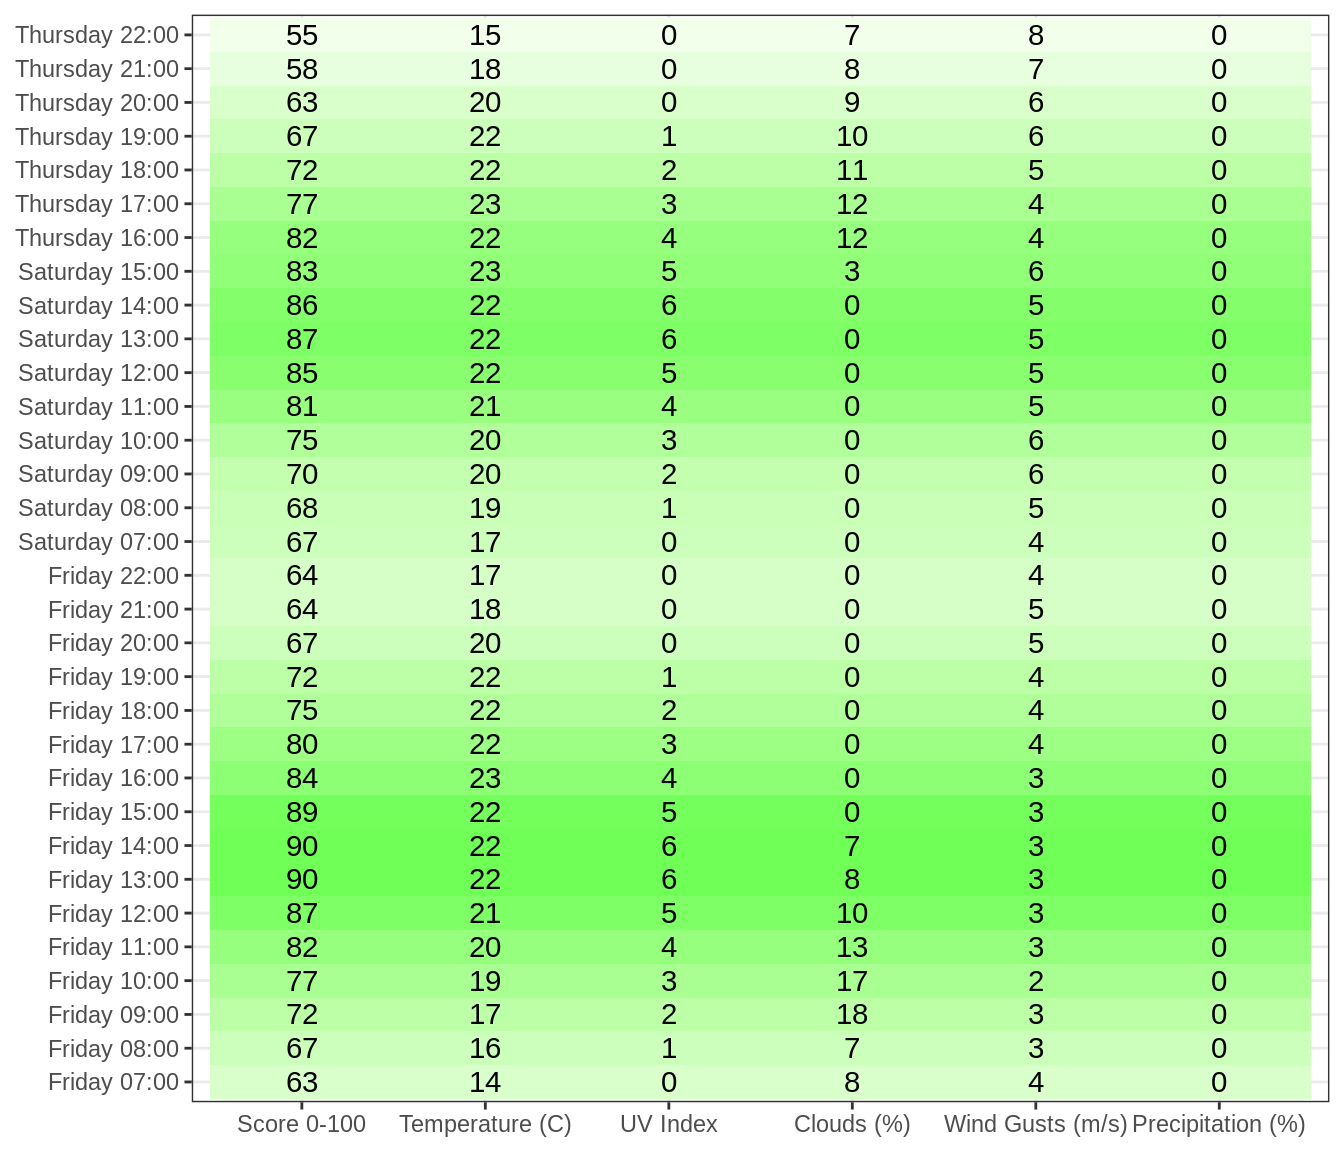 Thursday 22:00 55 15 0 7 8 0
Thursday 21:00 58 18 0 8 7 0
Thursday 20:00 63 20 0 9 6 0
Thursday 19:00 67 22 1 10 6 0
Thursday 18:00 72 22 2 11 5 0
Thursday 17:00 77 23 3 12 4 0
Thursday 16:00 82 22 4 12 4 0
Saturday 15:00 83 23 5 3 6 0
Saturday 14:00 86 22 6 0 5 0
Saturday 13:00 87 22 6 0 5 0
Saturday 12:00 85 22 5 0 5 0
Saturday 11:00 81 21 4 0 5 0
Saturday 10:00 75 20 3 0 6 0
Saturday 09:00 70 20 2 0 6 0
Saturday 08:00 68 19 1 0 5 0
Saturday 07:00 67 17 0 0 4 0
Friday 22:00 64 17 0 0 4 0
Friday 21:00 64 18 0 0 5 0
Friday 20:00 67 20 0 0 5 0
Friday 19:00 72 22 1 0 4 0
Friday 18:00 75 22 2 0 4 0
Friday 17:00 80 22 3 0 4 0
Friday 16:00 84 23 4 0 3 0
Friday 15:00 89 22 5 0 3 0
Friday 14:00 90 22 6 7 3 0
Friday 13:00 90 22 6 8 3 0
Friday 12:00 87 21 5 10 3 0
Friday 11:00 82 20 4 13 3 0
Friday 10:00 77 19 3 17 2 0
Friday 09:00 72 17 2 18 3 0
Friday 08:00 67 16 1 7 3 0
Friday 07:00 63 14 0 8 4 0
Score 0-100 Temperature (C) UV Index Clouds (%) Wind Gusts (m/s) Precipitation (%)